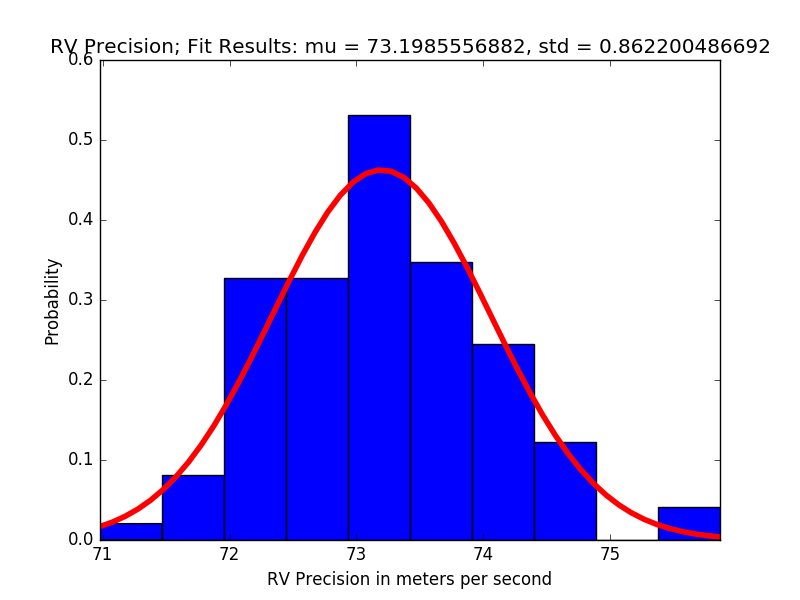 RV Precision; Fit Results: mu = 73.1985556882, std = 0.862200486692
0.6
0.5
0.4
0.3
0.2
0.1
0.0
Probability
71 72 73 74 75
RV Precision in meters per second